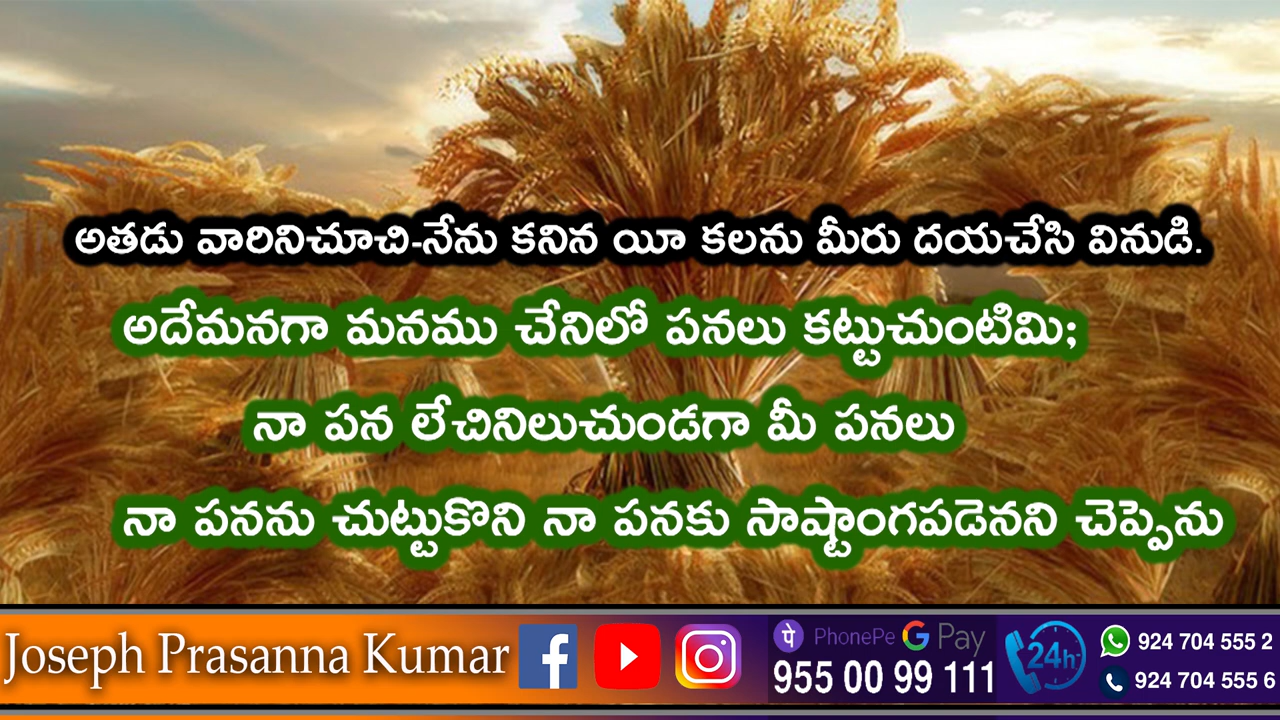 అతడు వారినిచూచి-నేను కనిన యీ కలను మీరు దయచేసి వినుడి.
అదేమనగా మనము చేనిలో పనలు కట్టుచుంటిమి;
నా పన లేచినిలుచుండగా మీ పనలు
నా పనను చుట్టుకొని నా పనకు సాష్టాంగపడెనని చెప్పెను
Joseph Prasanna Kumar
पे PhonePe G Pay
955 00 99 111
24h
924 704 555 2
924 704 555 6